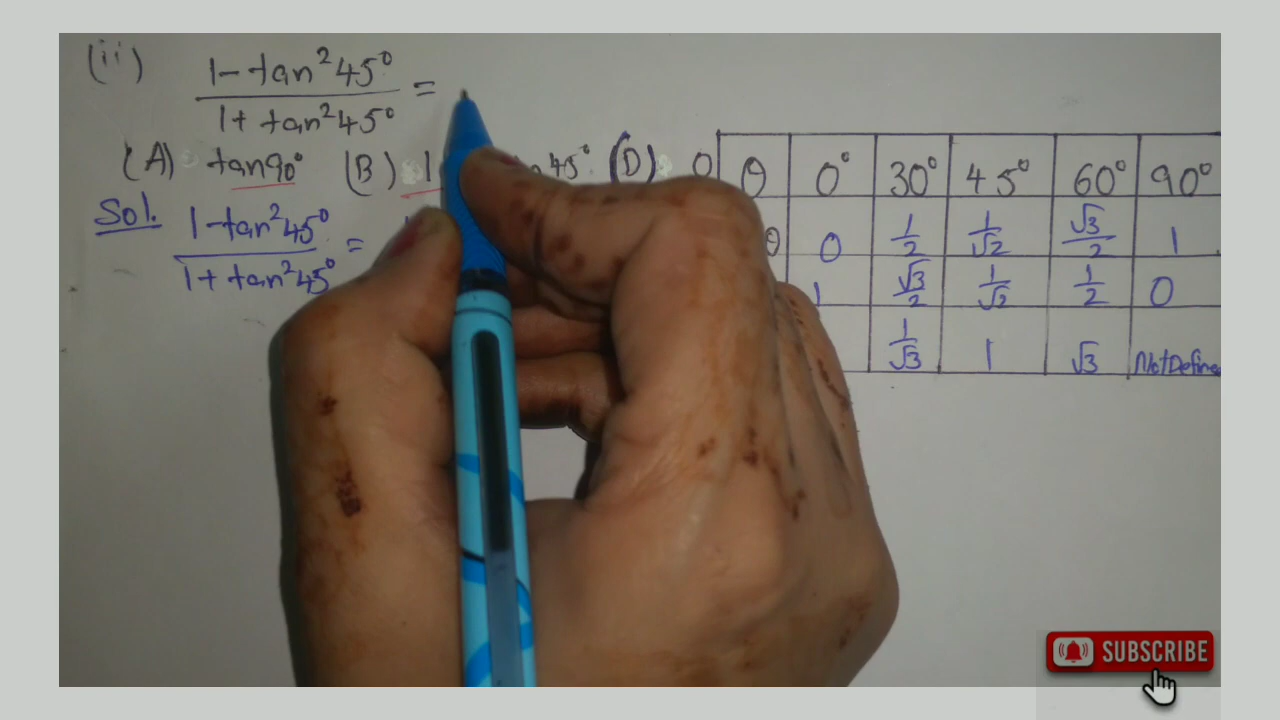 (ii) 1 - tan²45° / 1 + tan²45° =
(A) tan90° (B) 1 45° (D) 0
Sol. 1 - tan²45° / 1 + tan²45° =
θ 0° 30° 45° 60° 90°
θ 0 1/2 1/√2 √3/2 1
1 √3/2 1/√2 1/2 0
1/√3 1 √3 Not Define
SUBSCRIBE